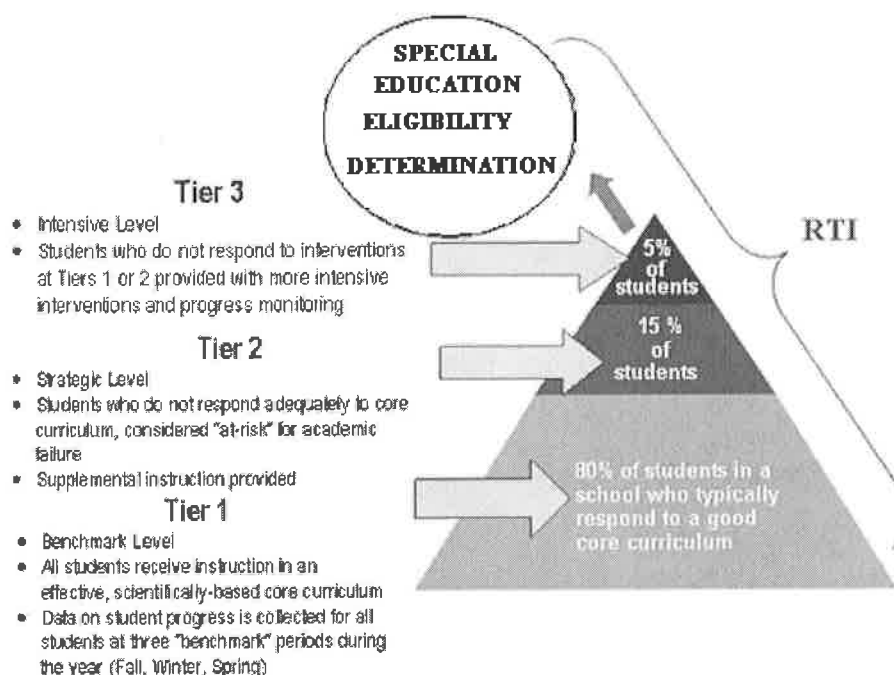 SPECIAL
EDUCATION
ELIGIBILITY
DETERMINATION
RTI
Tier 3
• Intensive Level
• Students who do not respond to interventions
at Tiers 1 or 2 provided with more intensive
interventions and progress monitoring
5%
of
students
Tier 2
• Strategic Level
• Students who do not respond adequately to core
curriculum, considered "at-risk" for academic
failure
• Supplemental instruction provided
15 %
of
students
Tier 1
• Benchmark Level
• All students receive instruction in an
effective, scientifically-based core curriculum
• Data on student progress is collected for all
students at three "benchmark" periods during
the year (Fall, Winter, Spring)
80% of students in a
school who typically
respond to a good
core curriculum